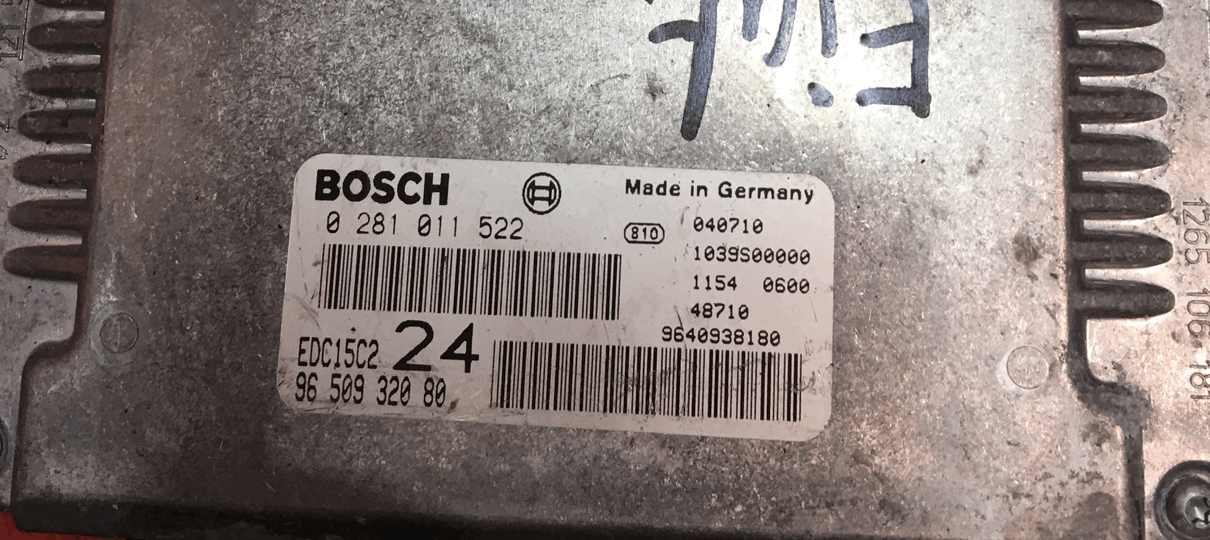 Fiat
BOSCH
Made in Germany
0 281 011 522
810
040710
1039S00000
1154 0600
48710
9640938180
EDC15C2
24
96 509 320 80
1265 106 181